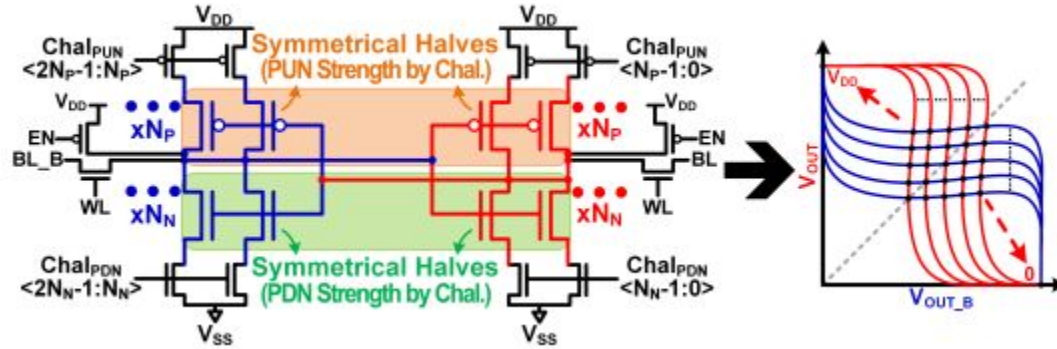 VDD
VDD
ChalPUN
<2NP-1:NP>
Symmetrical Halves
(PUN Strength by Chal.)
ChalPUN
<NP-1:0>
VDD
xNP
xNP
VDD
EN
EN
BL_B
BL
WL
xNN
xNN
WL
ChalPDN
<2NN-1:NN>
Symmetrical Halves
(PDN Strength by Chal.)
ChalPDN
<NN-1:0>
VSS
VSS
VDD
VOUT
0
VOUT_B